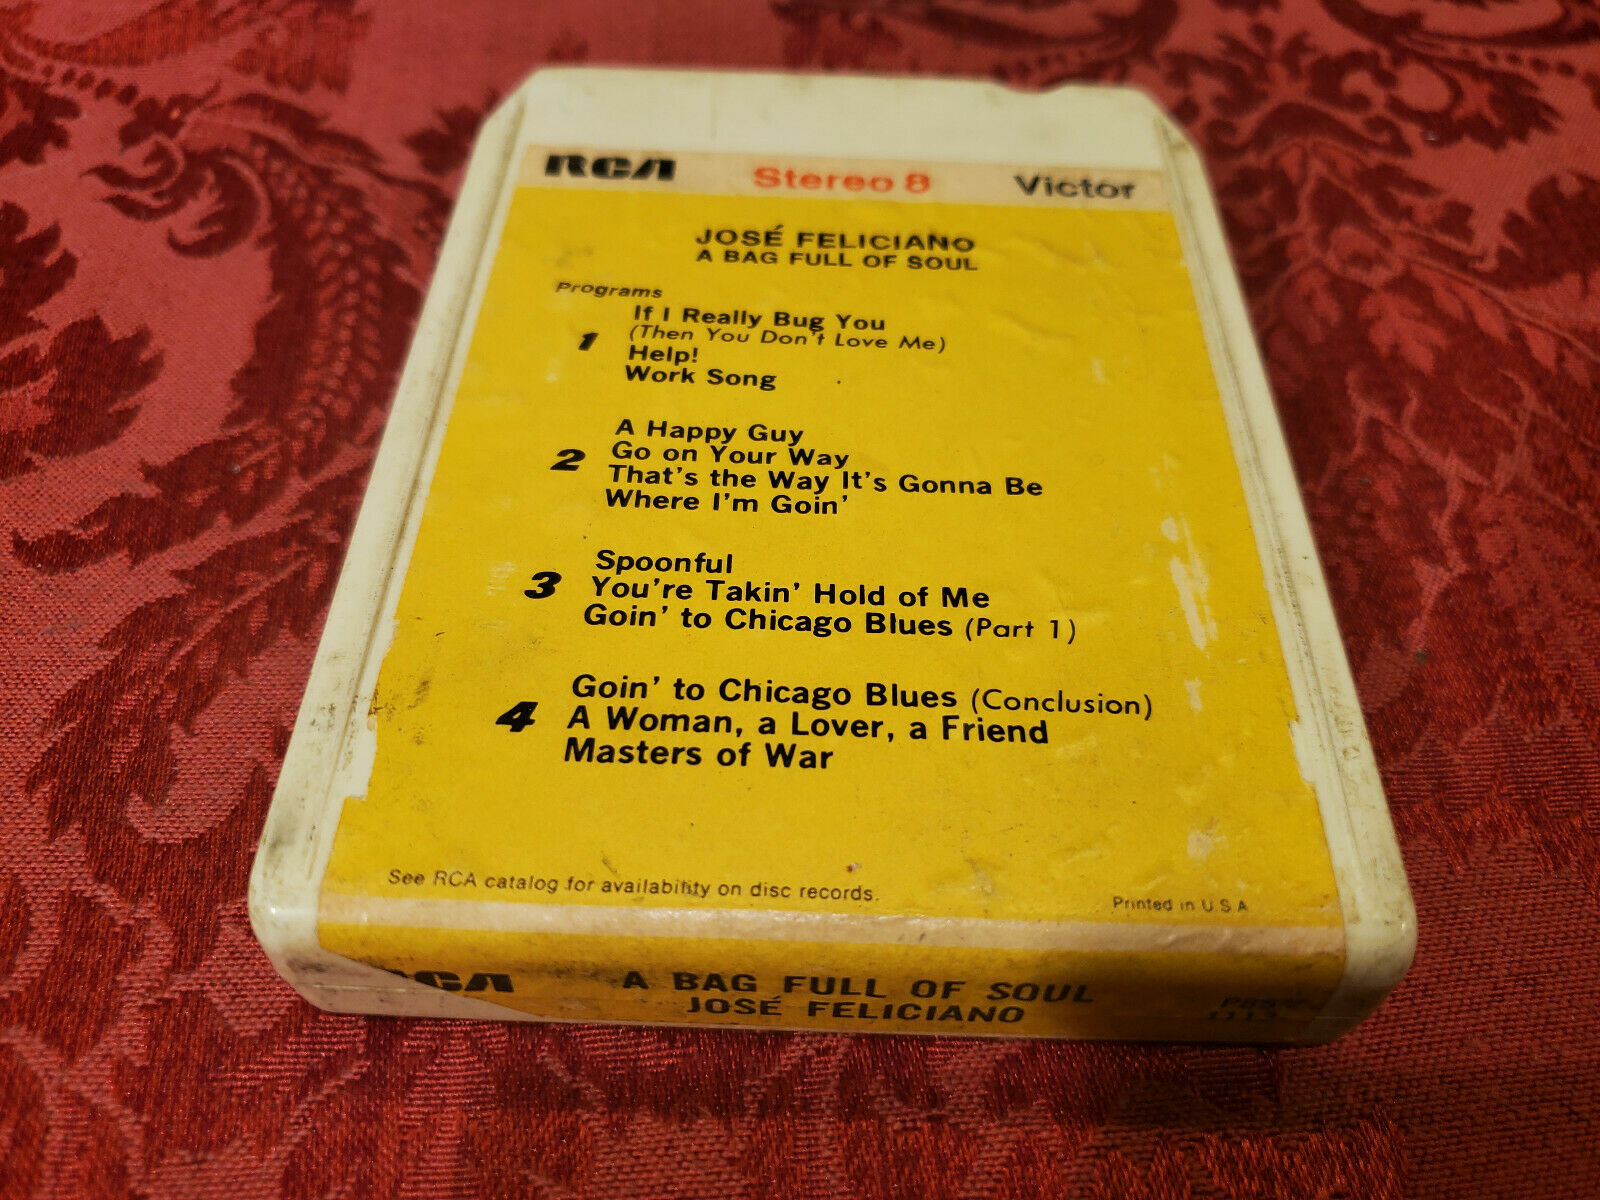 RCA Stereo 8 Victor
JOSÉ FELICIANO
A BAG FULL OF SOUL
Programs
If I Really Bug You
(Then You Don't Love Me)
1
Help!
Work Song
A Happy Guy
Go on Your Way
2
That's the Way It's Gonna Be
Where I'm Goin'
Spoonful
3 You're Takin' Hold of Me
Goin' to Chicago Blues (Part 1)
Goin' to Chicago Blues (Conclusion)
4 A Woman, a Lover, a Friend
Masters of War
See RCA catalog for availability on disc records.
Printed in U S A
RCA A BAG FULL OF SOUL
JOSÉ FELICIANO